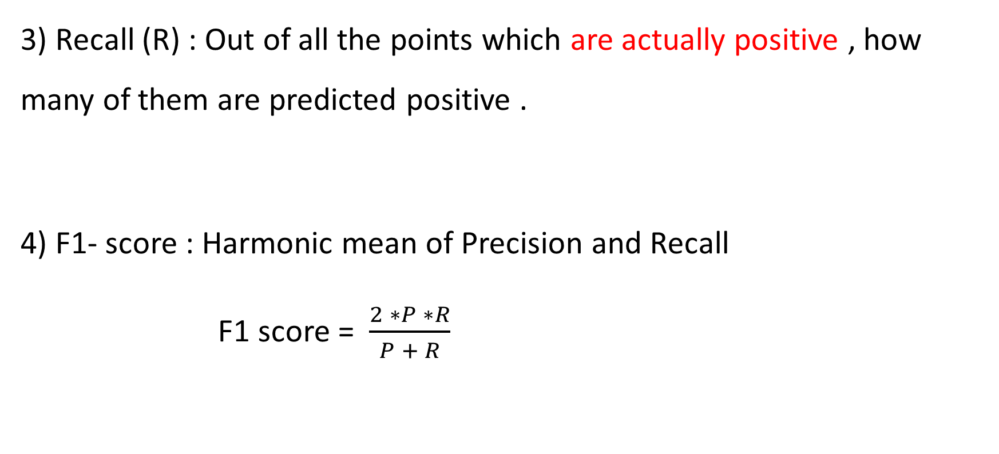 3) Recall (R) : Out of all the points which are actually positive , how
many of them are predicted positive .
4) F1- score : Harmonic mean of Precision and Recall
F1 score = 2 ∗P ∗R / P + R